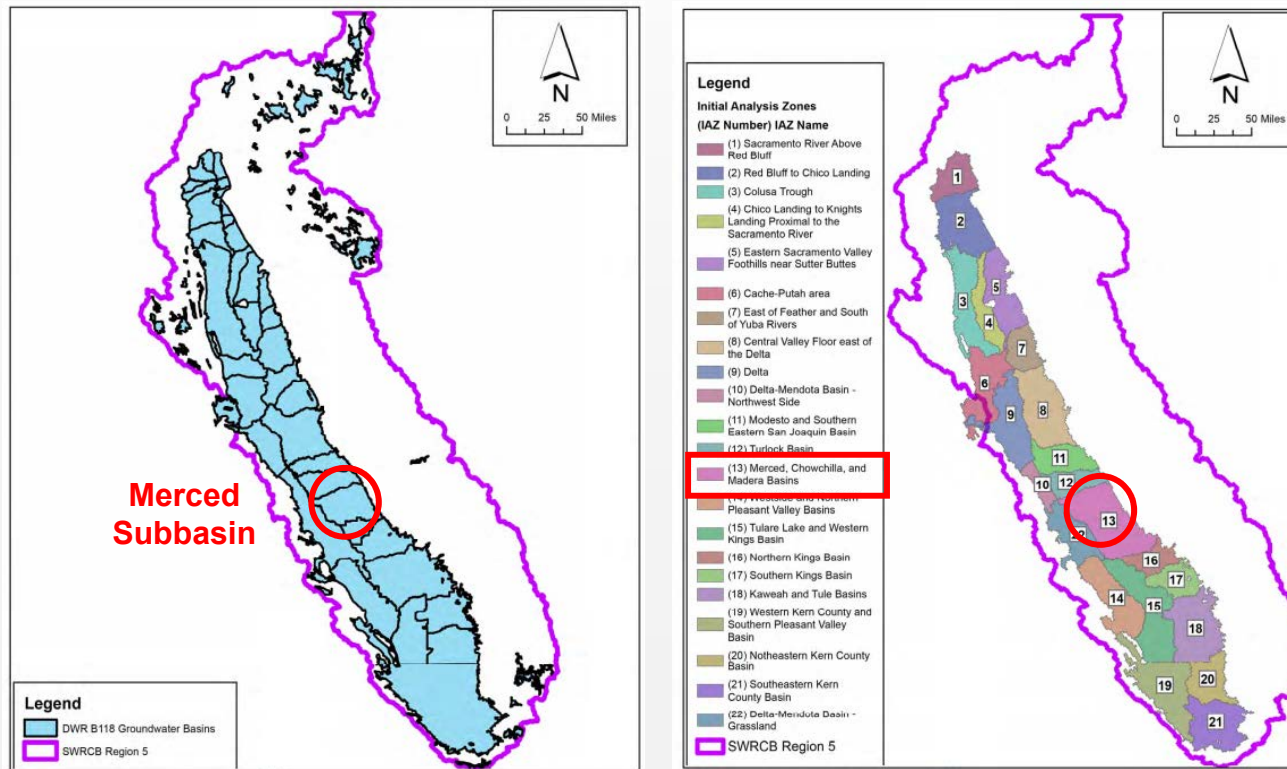 N
0 25 50 Miles
Merced
Subbasin
Legend
DWR B118 Groundwater Basins
SWRCB Region 5
N
0 25 50 Miles
Legend
Initial Analysis Zones
(IAZ Number) IAZ Name
(1) Sacramento River Above
Red Bluff
(2) Red Bluff to Chico Landing
(3) Colusa Trough
(4) Chico Landing to Knights
Landing Proximal to the
Sacramento River
(5) Eastern Sacramento Valley
Foothills near Sutter Buttes
(6) Cache-Putah area
(7) East of Feather and South
of Yuba Rivers
(8) Central Valley Floor east of
the Delta
(9) Delta
(10) Delta-Mendota Basin -
Northwest Side
(11) Modesto and Southern
Eastern San Joaquin Basin
(12) Turlock Basin
(13) Merced, Chowchilla, and
Madera Basins
(14) Westside and Northern
Pleasant Valley Basins
(15) Tulare Lake and Western
Kings Basin
(16) Northern Kings Basin
(17) Southern Kings Basin
(18) Kaweah and Tule Basins
(19) Western Kern County and
Southern Pleasant Valley
Basin
(20) Notheastern Kern County
Basin
(21) Southeastern Kern
County Basin
(22) Delta-Mendota Basin -
Grassland
SWRCB Region 5
1
2
3
5
4
7
6
8
9
11
12
10
13
22
16
17
14
15
18
20
19
21